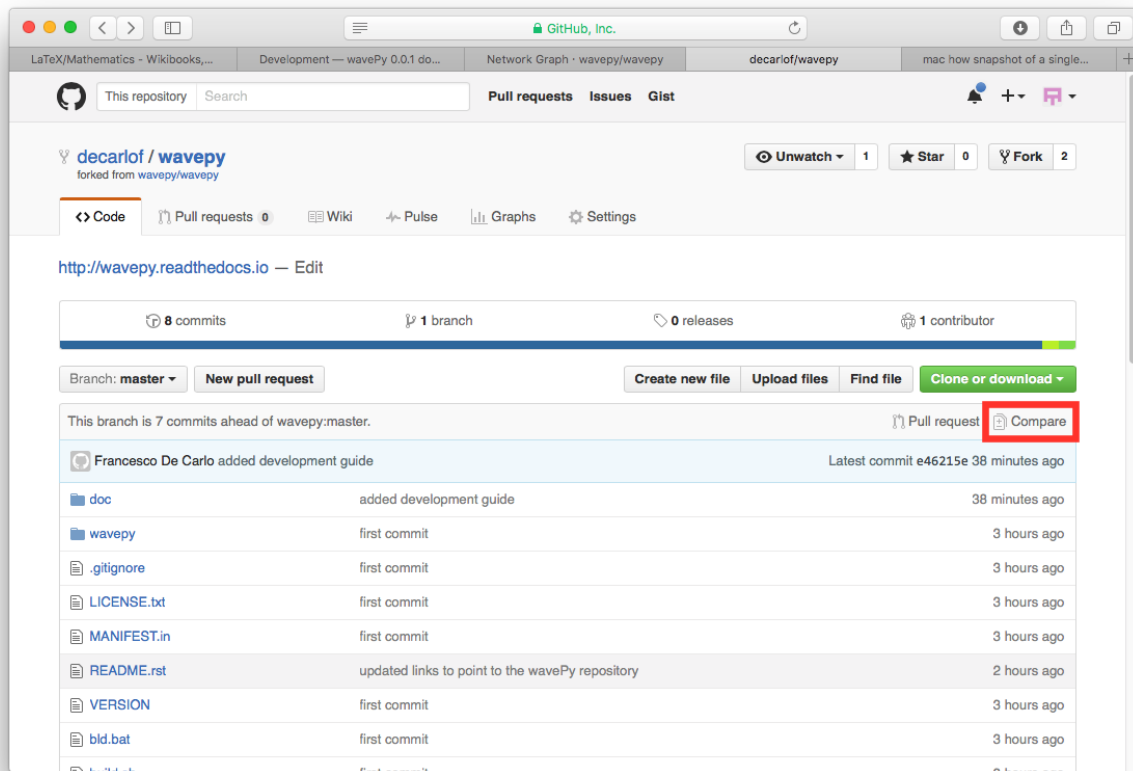 GitHub, Inc.
LaTeX/Mathematics - Wikibooks,... Development — wavePy 0.0.1 do... Network Graph · wavepy/wavepy decarlof/wavepy mac how snapshot of a single...
This repository Search Pull requests Issues Gist
decarlof / wavepy Unwatch 1 Star 0 Fork 2
forked from wavepy/wavepy
<> Code Pull requests 0 Wiki Pulse Graphs Settings
http://wavepy.readthedocs.io — Edit
8 commits 1 branch 0 releases 1 contributor
Branch: master New pull request Create new file Upload files Find file Clone or download
This branch is 7 commits ahead of wavepy:master. Pull request Compare
Francesco De Carlo added development guide Latest commit e46215e 38 minutes ago
doc added development guide 38 minutes ago
wavepy first commit 3 hours ago
.gitignore first commit 3 hours ago
LICENSE.txt first commit 3 hours ago
MANIFEST.in first commit 3 hours ago
README.rst updated links to point to the wavePy repository 2 hours ago
VERSION first commit 3 hours ago
bld.bat first commit 3 hours ago